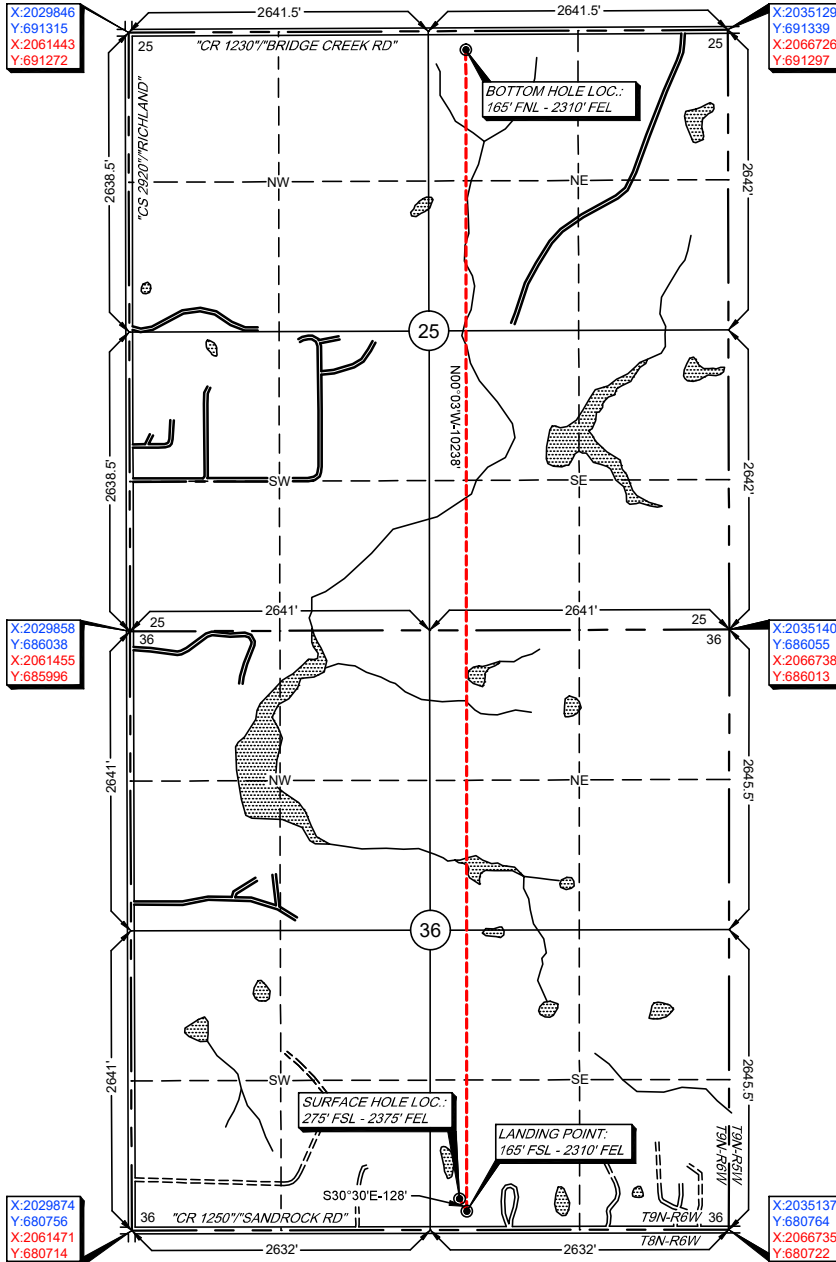 X:2029846
Y:691315
X:2061443
Y:691272
2641.5'
2641.5'
X:2035129
Y:691339
X:2066726
Y:691297
25
"CR 1230"/"BRIDGE CREEK RD"
25
"CS 2920"/"RICHLAND"
BOTTOM HOLE LOC.:
165' FNL - 2310' FEL
2638.5'
NW
NE
2642'
25
N00°03'W-10238'
2638.5'
SW
SE
2642'
X:2029858
Y:686038
X:2061455
Y:685996
2641'
2641'
25
25
36
36
X:2035140
Y:686055
X:2066738
Y:686013
2641'
NW
NE
2645.5'
36
2641'
SW
SE
2645.5'
SURFACE HOLE LOC.:
275' FSL - 2375' FEL
LANDING POINT:
165' FSL - 2310' FEL
T9N-R5W
T9N-R6W
S30°30'E-128'
X:2029874
Y:680756
X:2061471
Y:680714
36
"CR 1250"/"SANDROCK RD"
T9N-R6W
36
T8N-R6W
2632'
2632'
X:2035137
Y:680764
X:2066735
Y:680722